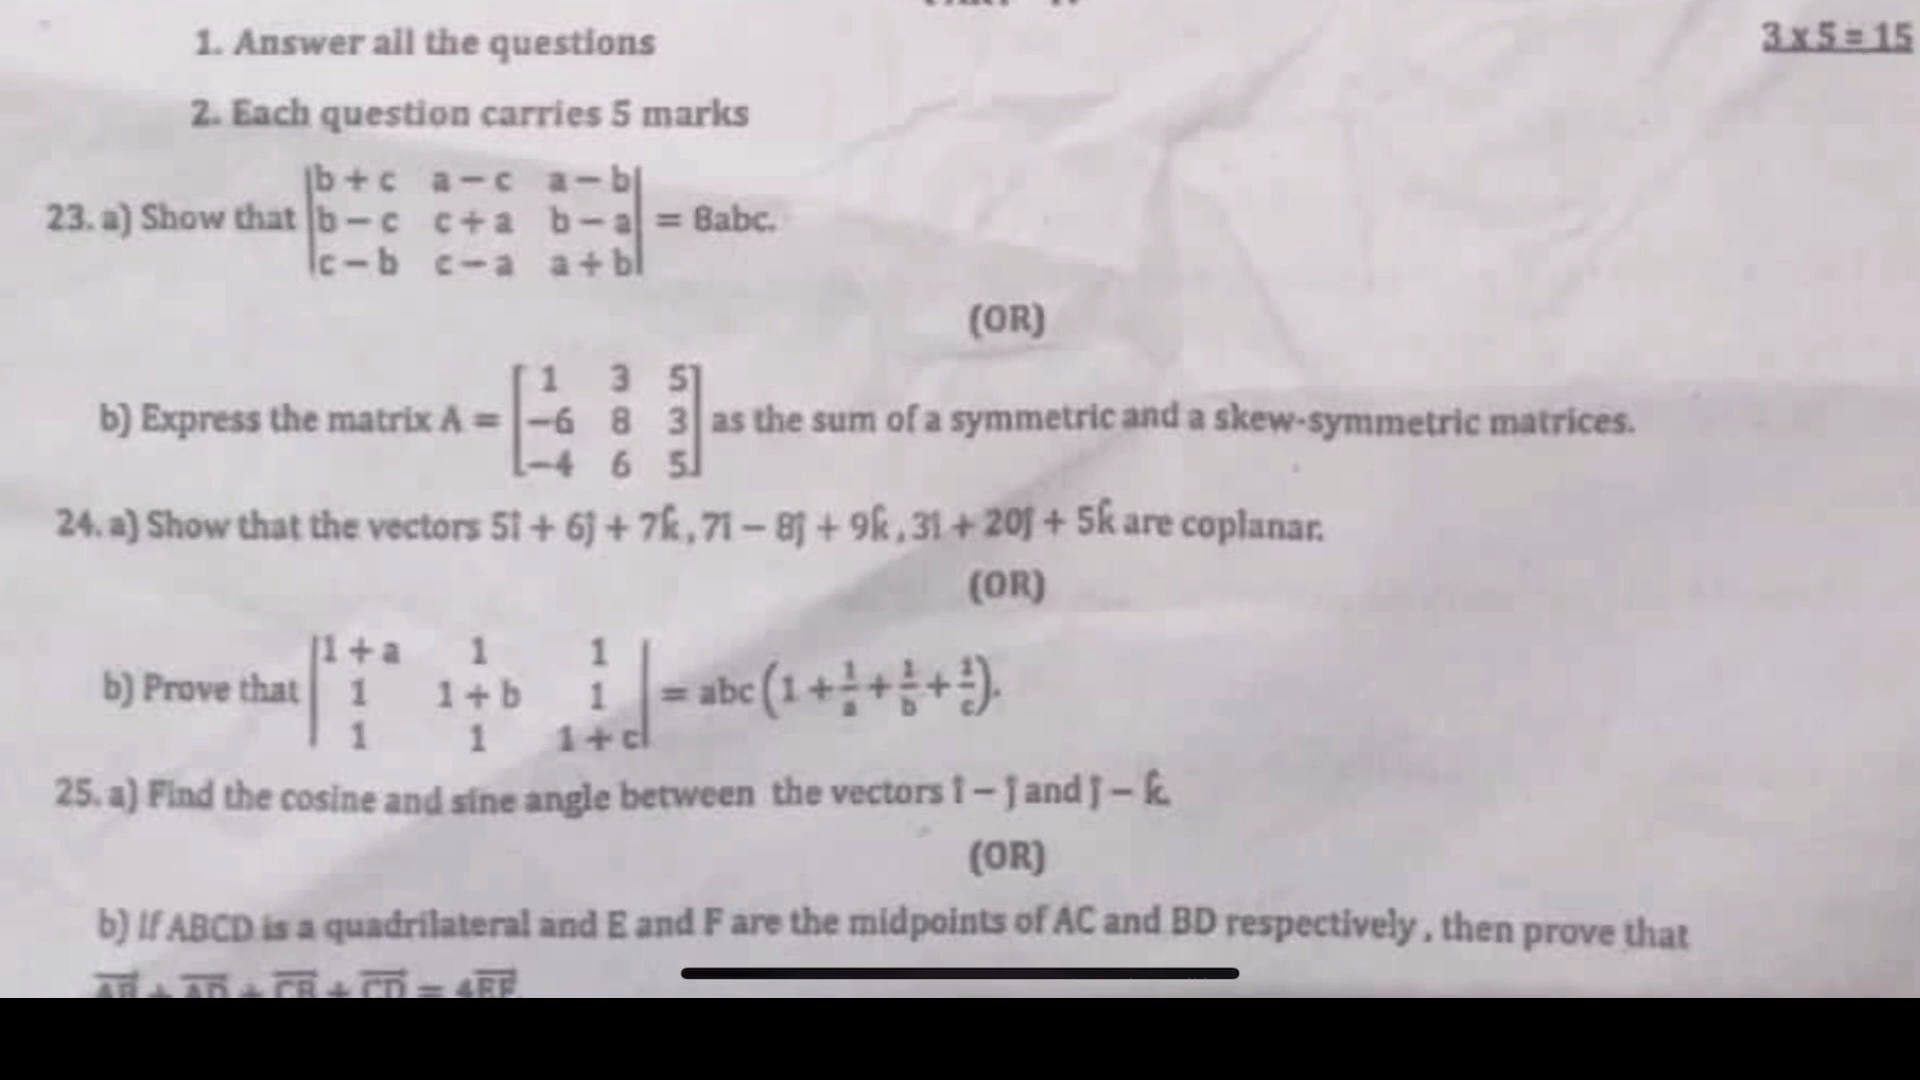 1. Answer all the questions
3 x 5 = 15
2. Each question carries 5 marks
|b + c a − c a − b|
23. a) Show that |b − c c + a b − a| = 8abc.
|c − b c − a a + b|
(OR)
[1 3 5]
b) Express the matrix A = [−6 8 3] as the sum of a symmetric and a skew-symmetric matrices.
[−4 6 5]
24. a) Show that the vectors 5î + 6ĵ + 7k̂, 7î − 8ĵ + 9k̂, 3î + 20ĵ + 5k̂ are coplanar.
(OR)
|1 + a 1 1|
b) Prove that |1 1 + b 1| = abc (1 + 1/a + 1/b + 1/c).
|1 1 1 + c|
25. a) Find the cosine and sine angle between the vectors î − ĵ and ĵ − k̂.
(OR)
b) If ABCD is a quadrilateral and E and F are the midpoints of AC and BD respectively, then prove that
A̅B̅ + A̅D̅ + C̅B̅ + C̅D̅ = 4E̅F̅